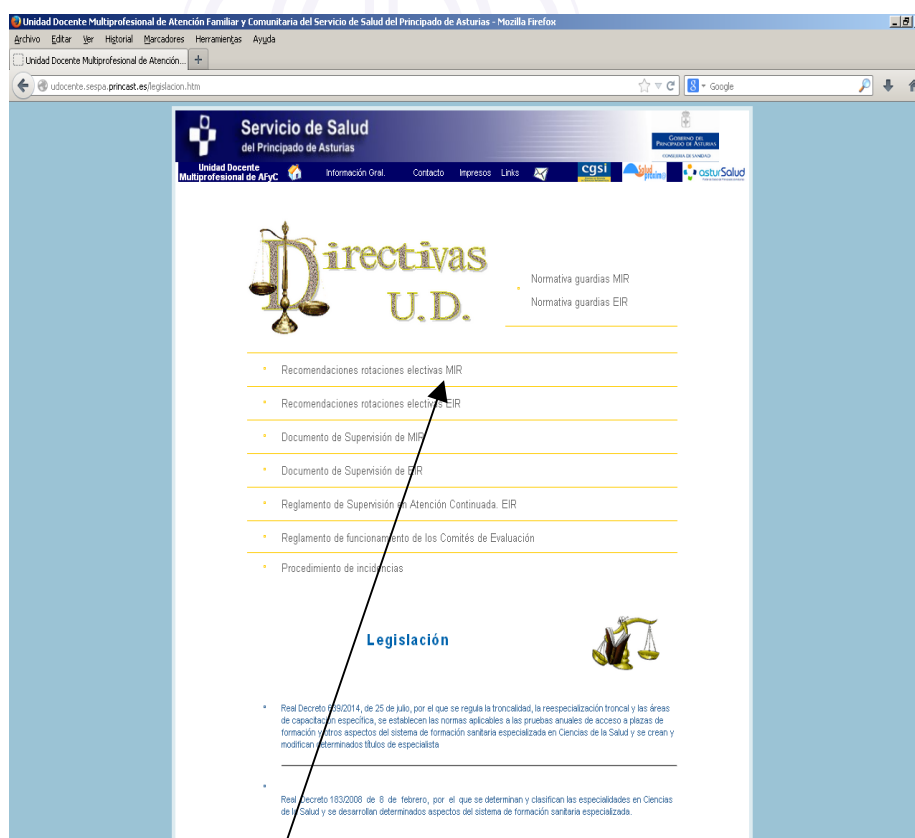 Unidad Docente Multiprofesional de Atención Familiar y Comunitaria del Servicio de Salud del Principado de Asturias - Mozilla Firefox
Archivo Editar Ver Historial Marcadores Herramientas Ayuda
Unidad Docente Multiprofesional de Atención... +
udocente.sespa.princast.es/legislacion.htm
Google
Servicio de Salud
del Principado de Asturias
GOBIERNO DEL
PRINCIPADO DE ASTURIAS
CONSEJERÍA DE SANIDAD
Unidad Docente
Multiprofesional de AFyC
Información Gral. Contacto Impresos Links
cgsi
asturSalud
Directivas
U.D.
Normativa guardias MIR
Normativa guardias EIR
Recomendaciones rotaciones electivas MIR
Recomendaciones rotaciones electivas EIR
Documento de Supervisión de MIR
Documento de Supervisión de EIR
Reglamento de Supervisión en Atención Continuada. EIR
Reglamento de funcionamiento de los Comités de Evaluación
Procedimiento de incidencias
Legislación
Real Decreto 639/2014, de 25 de julio, por el que se regula la troncalidad, la reespecialización troncal y las áreas
de capacitación específica, se establecen las normas aplicables a las pruebas anuales de acceso a plazas de
formación y otros aspectos del sistema de formación sanitaria especializada en Ciencias de la Salud y se crean y
modifican determinados títulos de especialista
Real Decreto 183/2008 de 8 de febrero, por el que se determinan y clasifican las especialidades en Ciencias
de la Salud y se desarrollan determinados aspectos del sistema de formación sanitaria especializada.